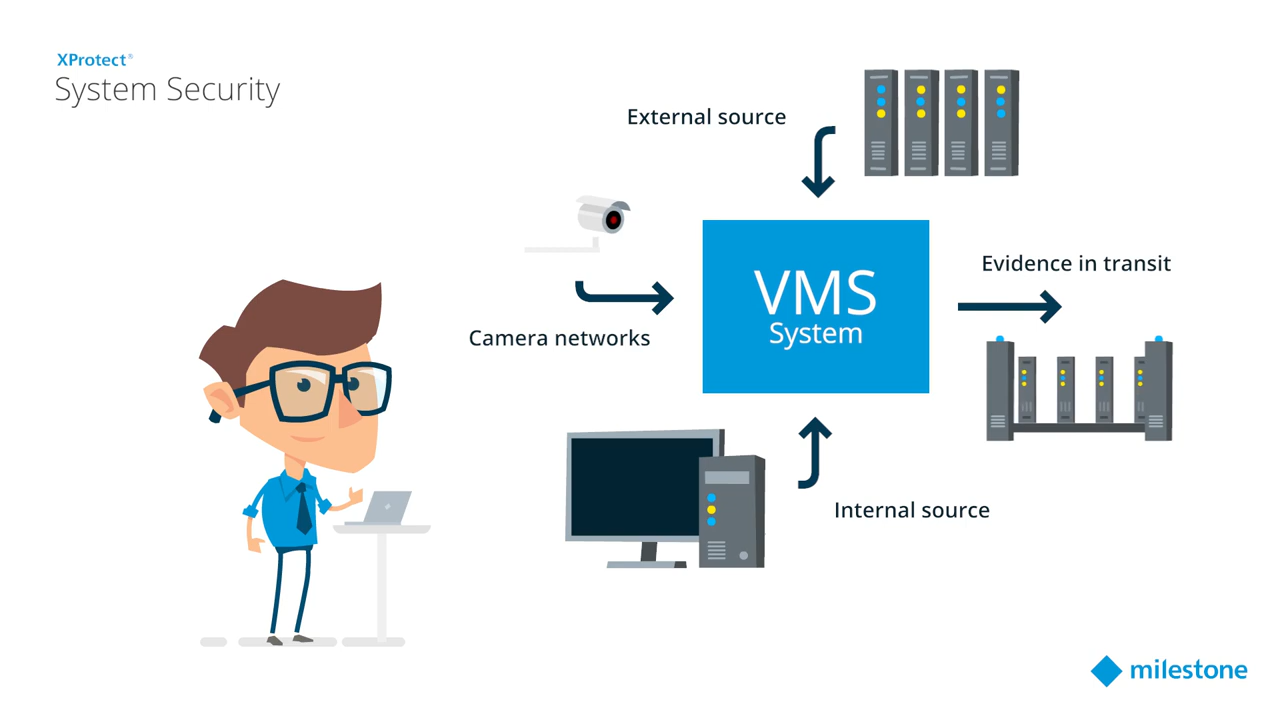 XProtect®
System Security
External source
Evidence in transit
VMS
System
Camera networks
Internal source
milestone